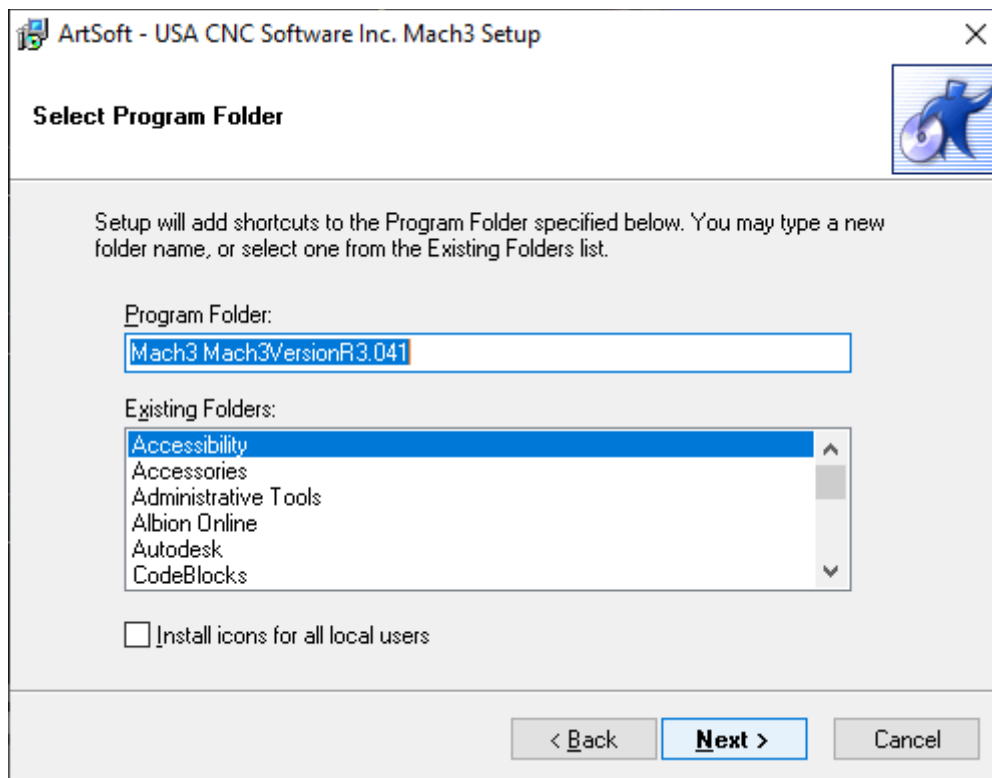 ArtSoft - USA CNC Software Inc. Mach3 Setup
Select Program Folder
Setup will add shortcuts to the Program Folder specified below. You may type a new
folder name, or select one from the Existing Folders list.
Program Folder:
Mach3 Mach3VersionR3.041
Existing Folders:
Accessibility
Accessories
Administrative Tools
Albion Online
Autodesk
CodeBlocks
Install icons for all local users
< Back
Next >
Cancel